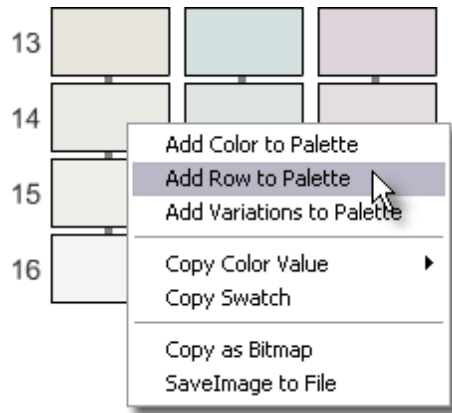 13
14
15
16
Add Color to Palette
Add Row to Palette
Add Variations to Palette
Copy Color Value
Copy Swatch
Copy as Bitmap
SaveImage to File